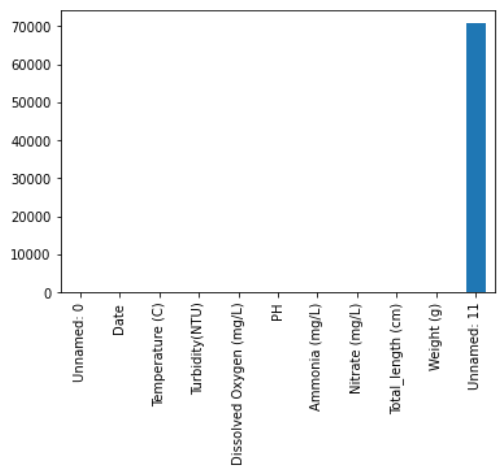 70000
60000
50000
40000
30000
20000
10000
0
Unnamed: 0
Date
Temperature (C)
Turbidity(NTU)
Dissolved Oxygen (mg/L)
PH
Ammonia (mg/L)
Nitrate (mg/L)
Total_length (cm)
Weight (g)
Unnamed: 11